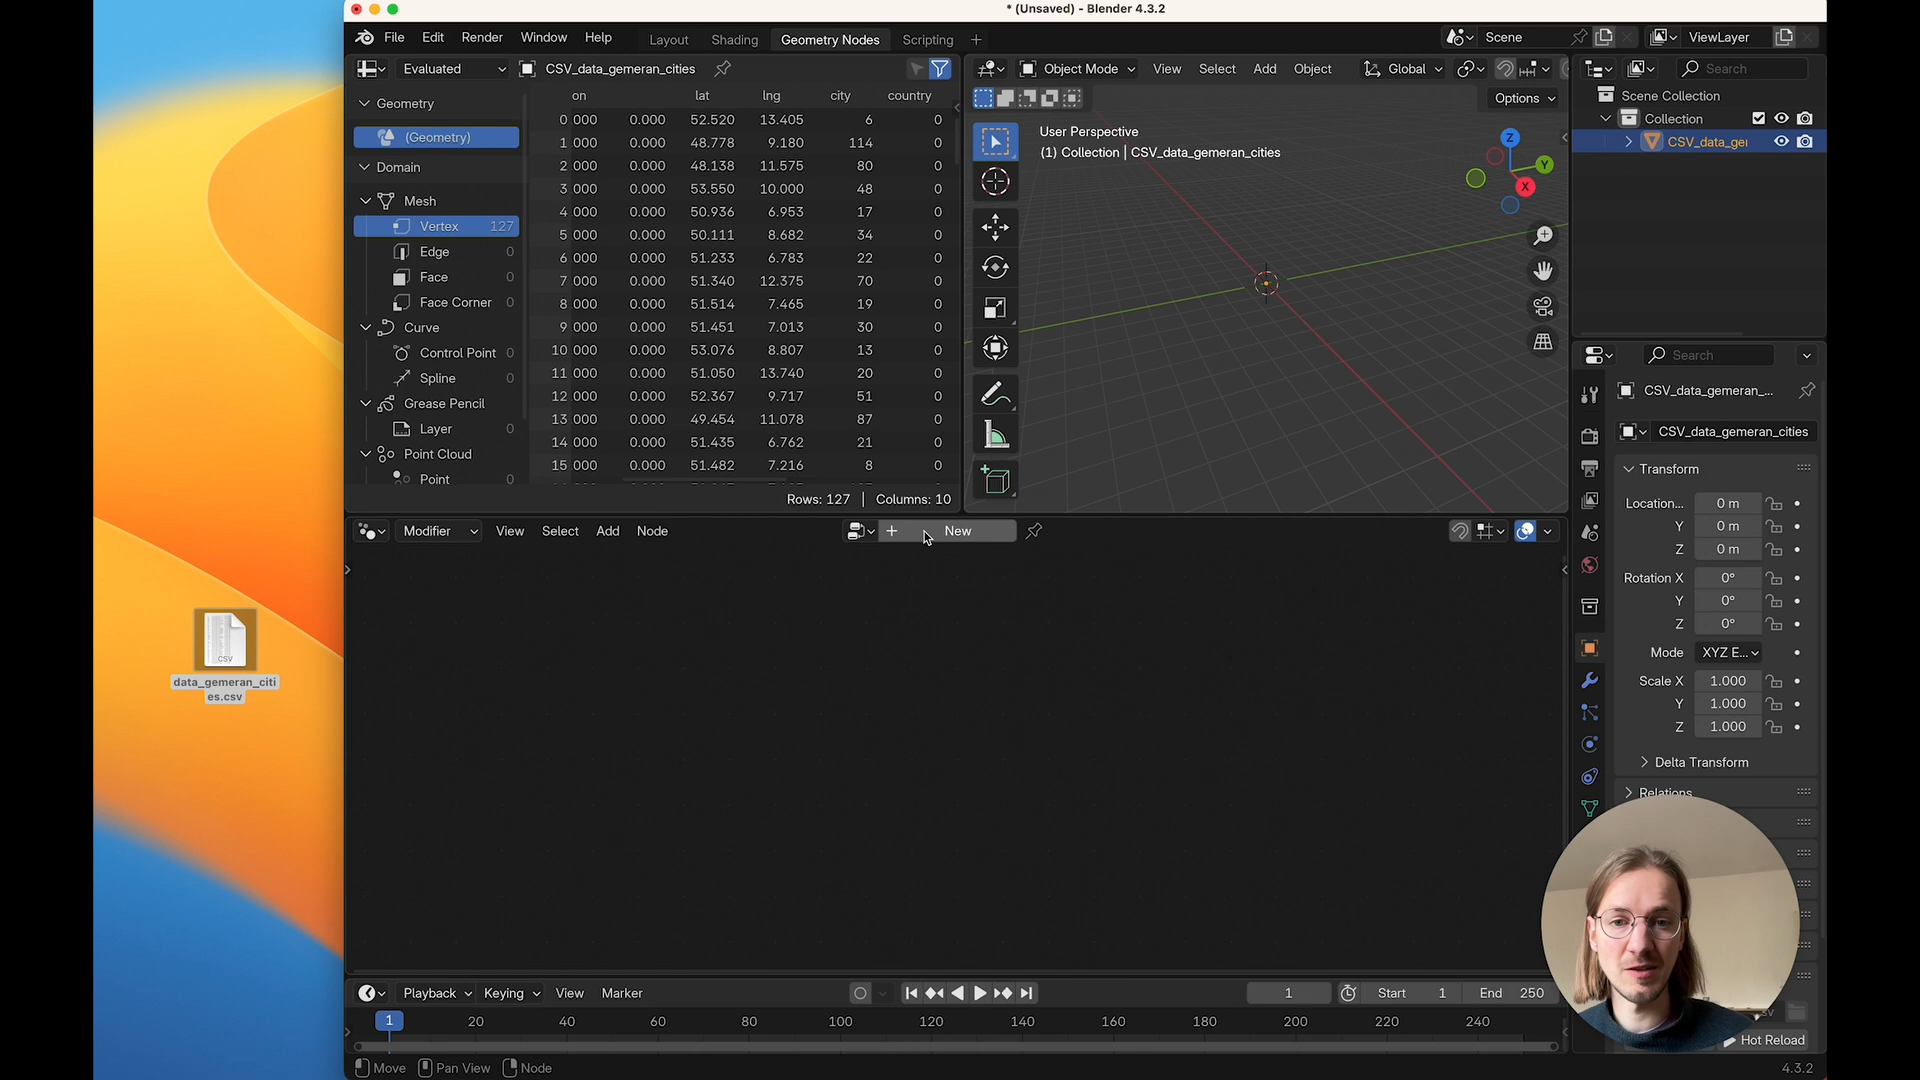 * (Unsaved) - Blender 4.3.2
File Edit Render Window Help Layout Shading Geometry Nodes Scripting Scene ViewLayer
Evaluated CSV_data_gemeran_cities
Object Mode View Select Add Object Global
Search
Options
Geometry
(Geometry)
Domain
Mesh
Vertex 127
Edge 0
Face 0
Face Corner 0
Curve
Control Point 0
Spline 0
Grease Pencil
Layer 0
Point Cloud
Point 0
on lat lng city country
0 000 0.000 52.520 13.405 6 0
1 000 0.000 48.778 9.180 114 0
2 000 0.000 48.138 11.575 80 0
3 000 0.000 53.550 10.000 48 0
4 000 0.000 50.936 6.953 17 0
5 000 0.000 50.111 8.682 34 0
6 000 0.000 51.233 6.783 22 0
7 000 0.000 51.340 12.375 70 0
8 000 0.000 51.514 7.465 19 0
9 000 0.000 51.451 7.013 30 0
10 000 0.000 53.076 8.807 13 0
11 000 0.000 51.050 13.740 20 0
12 000 0.000 52.367 9.717 51 0
13 000 0.000 49.454 11.078 87 0
14 000 0.000 51.435 6.762 21 0
15 000 0.000 51.482 7.216 8 0
Rows: 127 | Columns: 10
User Perspective
(1) Collection | CSV_data_gemeran_cities
Z
Y
X
Scene Collection
Collection
CSV_data_ger
Search
CSV_data_gemeran_...
CSV_data_gemeran_cities
Transform
Location... 0 m
Y 0 m
Z 0 m
Rotation X 0°
Y 0°
Z 0°
Mode XYZ E...
Scale X 1.000
Y 1.000
Z 1.000
Delta Transform
Relations
Hot Reload
Modifier View Select Add Node New
CSV
data_gemeran_citi
es.csv
Playback Keying View Marker 1 Start 1 End 250
1 20 40 60 80 100 120 140 160 180 200 220 240
Move Pan View Node 4.3.2